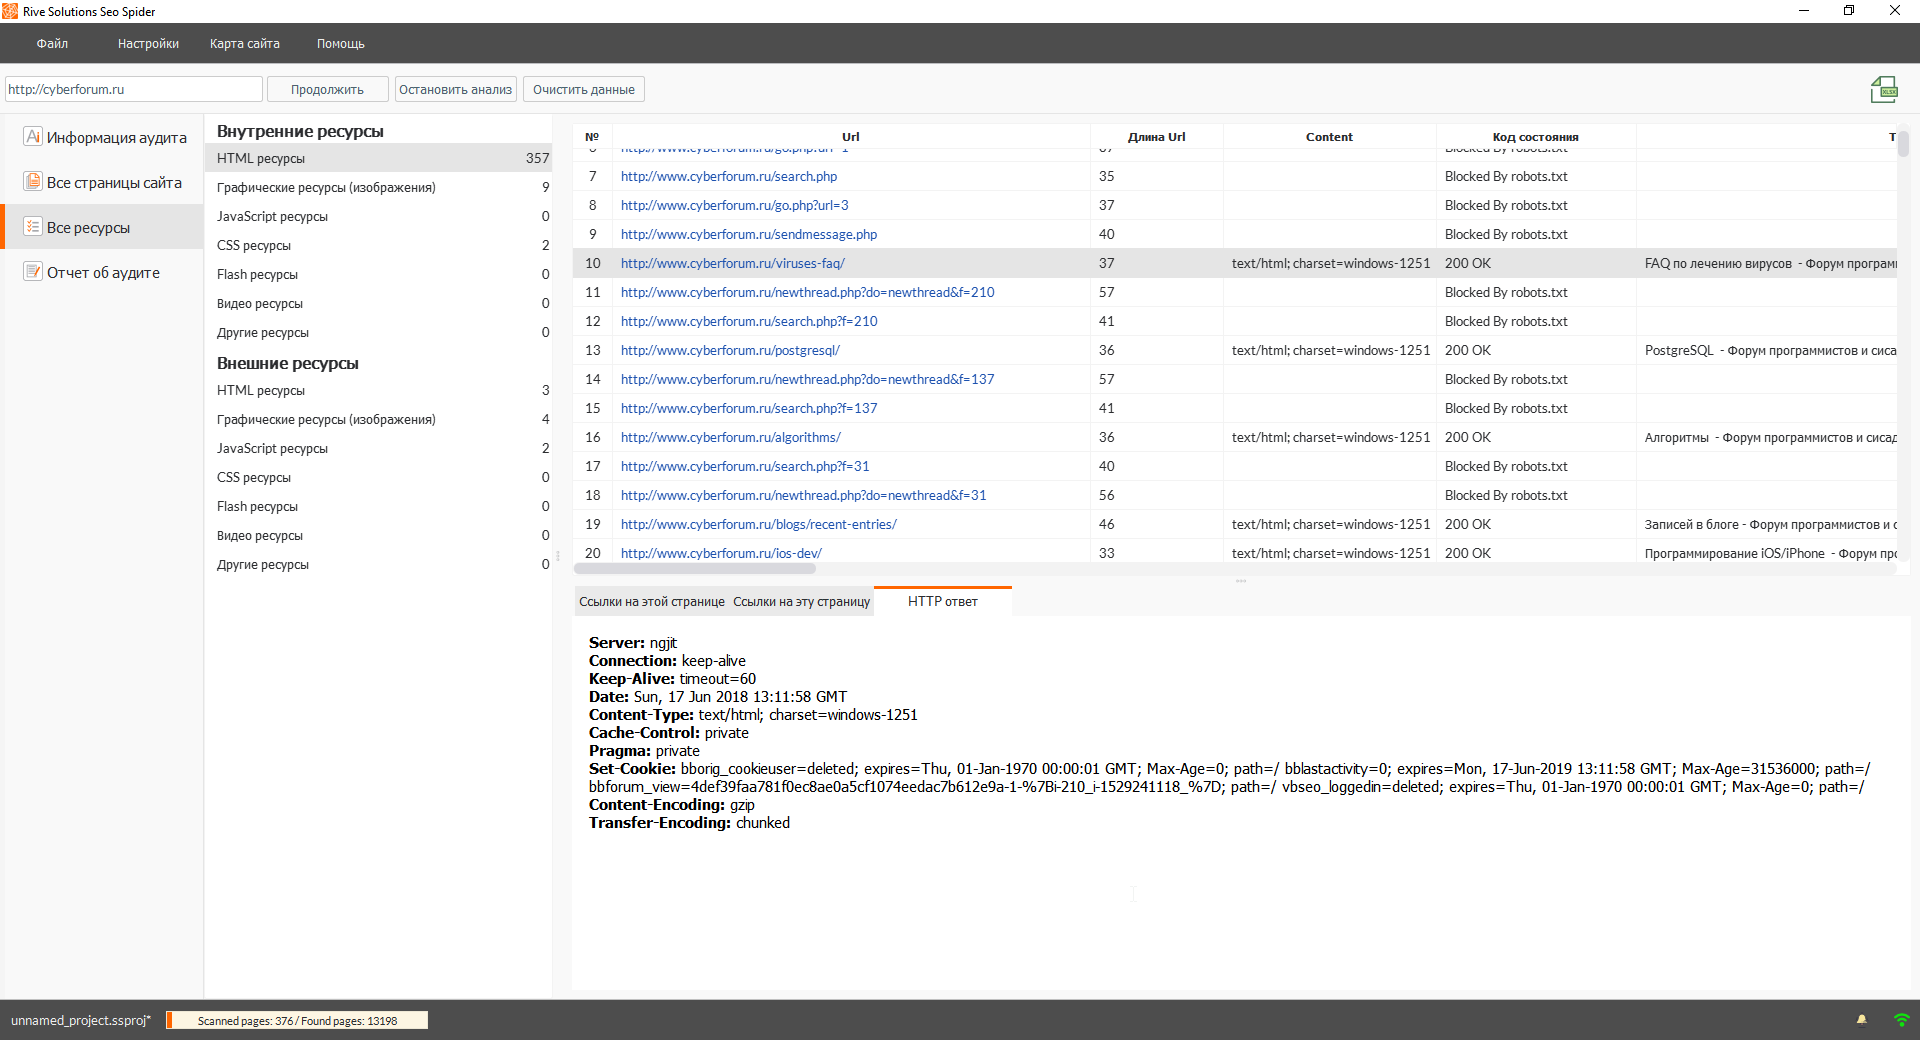 Rive Solutions Seo Spider
Файл Настройки Карта сайта Помощь
http://cyberforum.ru Продолжить Остановить анализ Очистить данные XLSX
Информация аудита
Все страницы сайта
Все ресурсы
Отчет об аудите
Внутренние ресурсы
HTML ресурсы 357
Графические ресурсы (изображения) 9
JavaScript ресурсы 0
CSS ресурсы 2
Flash ресурсы 0
Видео ресурсы 0
Другие ресурсы 0
Внешние ресурсы
HTML ресурсы 3
Графические ресурсы (изображения) 4
JavaScript ресурсы 2
CSS ресурсы 0
Flash ресурсы 0
Видео ресурсы 0
Другие ресурсы 0
№ Url Длина Url Content Код состояния T
Blocked By robots.txt
7 http://www.cyberforum.ru/search.php 35 Blocked By robots.txt
8 http://www.cyberforum.ru/go.php?url=3 37 Blocked By robots.txt
9 http://www.cyberforum.ru/sendmessage.php 40 Blocked By robots.txt
10 http://www.cyberforum.ru/viruses-faq/ 37 text/html; charset=windows-1251 200 OK FAQ по лечению вирусов - Форум програм
11 http://www.cyberforum.ru/newthread.php?do=newthread&f=210 57 Blocked By robots.txt
12 http://www.cyberforum.ru/search.php?f=210 41 Blocked By robots.txt
13 http://www.cyberforum.ru/postgresql/ 36 text/html; charset=windows-1251 200 OK PostgreSQL - Форум программистов и сиса
14 http://www.cyberforum.ru/newthread.php?do=newthread&f=137 57 Blocked By robots.txt
15 http://www.cyberforum.ru/search.php?f=137 41 Blocked By robots.txt
16 http://www.cyberforum.ru/algorithms/ 36 text/html; charset=windows-1251 200 OK Алгоритмы - Форум программистов и сисад
17 http://www.cyberforum.ru/search.php?f=31 40 Blocked By robots.txt
18 http://www.cyberforum.ru/newthread.php?do=newthread&f=31 56 Blocked By robots.txt
19 http://www.cyberforum.ru/blogs/recent-entries/ 46 text/html; charset=windows-1251 200 OK Записей в блоге - Форум программистов и с
20 http://www.cyberforum.ru/ios-dev/ 33 text/html; charset=windows-1251 200 OK Программирование iOS/iPhone - Форум про
Ссылки на этой странице Ссылки на эту страницу HTTP ответ
Server: ngjit
Connection: keep-alive
Keep-Alive: timeout=60
Date: Sun, 17 Jun 2018 13:11:58 GMT
Content-Type: text/html; charset=windows-1251
Cache-Control: private
Pragma: private
Set-Cookie: bborig_cookieuser=deleted; expires=Thu, 01-Jan-1970 00:00:01 GMT; Max-Age=0; path=/ bblastactivity=0; expires=Mon, 17-Jun-2019 13:11:58 GMT; Max-Age=31536000; path=/
bbforum_view=4def39faa781f0ec8ae0a5cf1074eedac7b612e9a-1-%7Bi-210_i-1529241118_%7D; path=/ vbseo_loggedin=deleted; expires=Thu, 01-Jan-1970 00:00:01 GMT; Max-Age=0; path=/
Content-Encoding: gzip
Transfer-Encoding: chunked
unnamed_project.ssproj* Scanned pages: 376 / Found pages: 13198